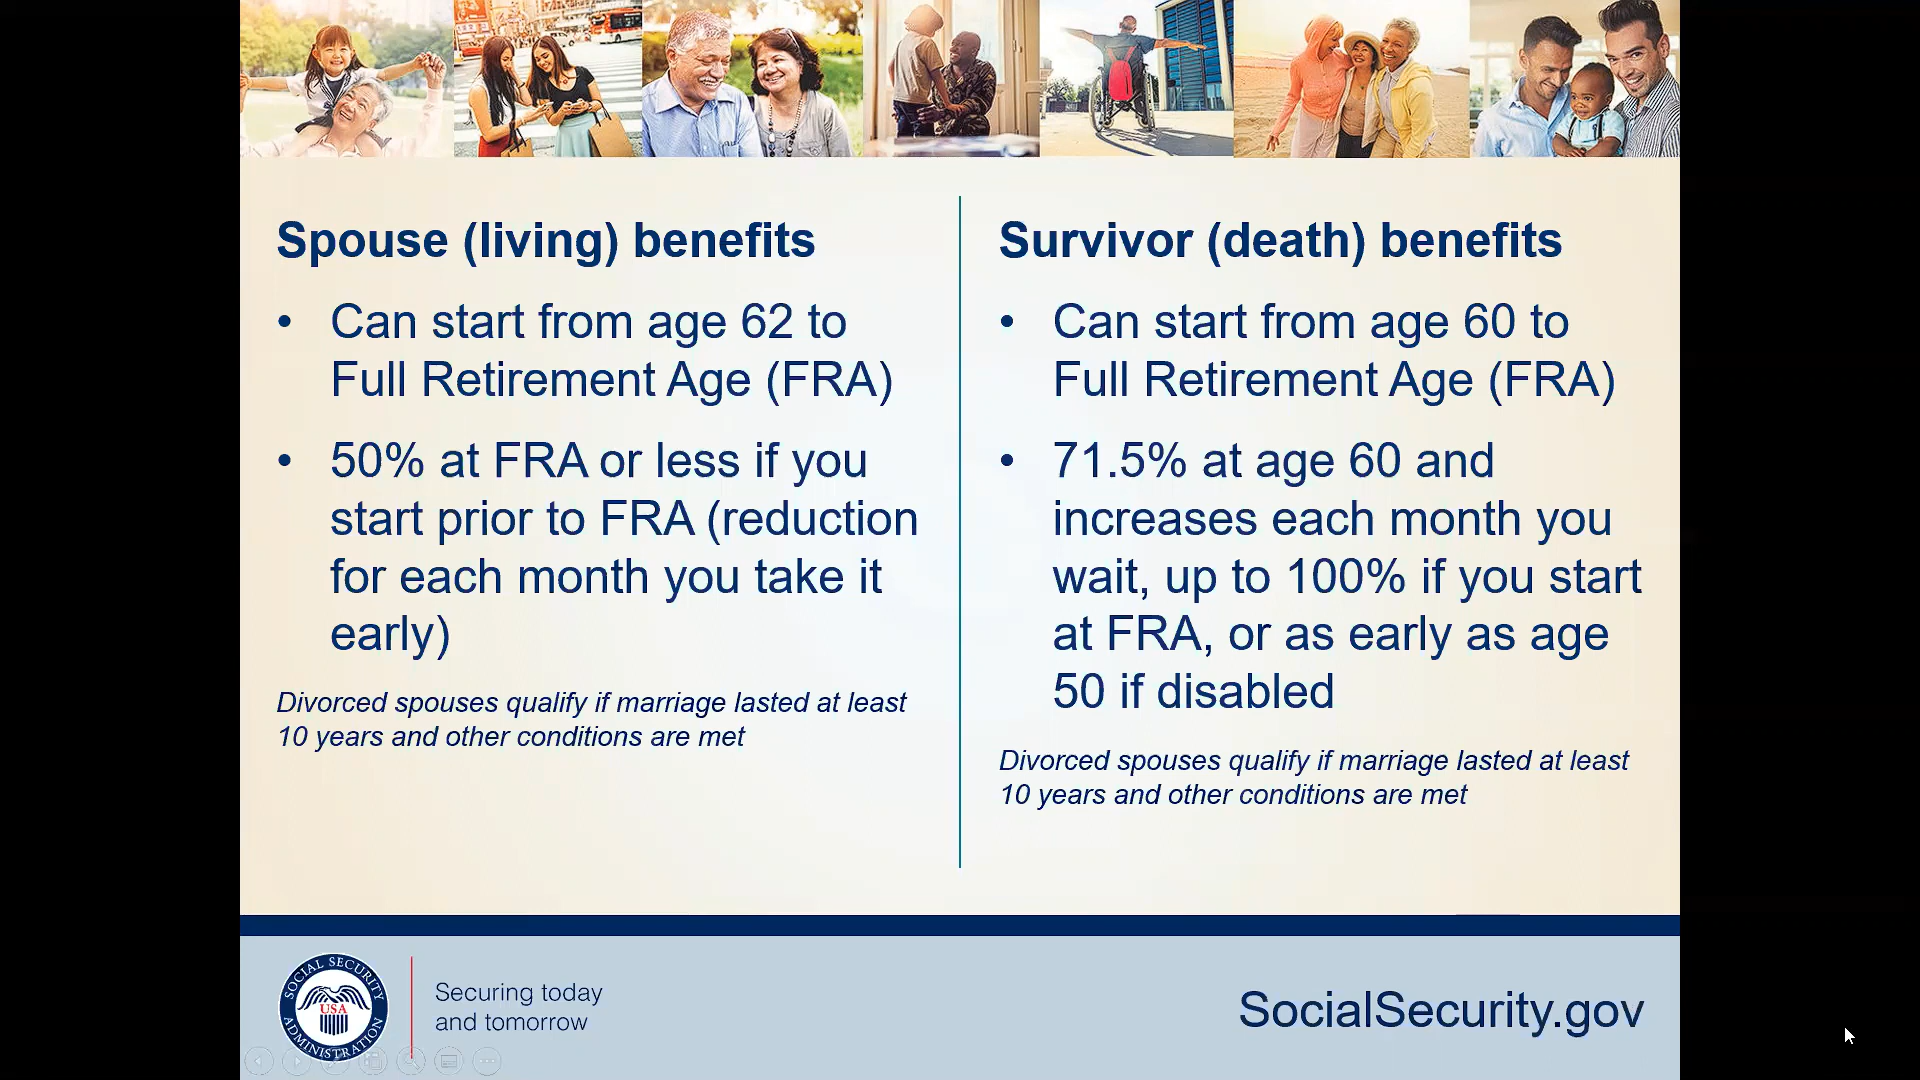 Spouse (living) benefits
• Can start from age 62 to
Full Retirement Age (FRA)
• 50% at FRA or less if you
start prior to FRA (reduction
for each month you take it
early)
Divorced spouses qualify if marriage lasted at least
10 years and other conditions are met
Survivor (death) benefits
• Can start from age 60 to
Full Retirement Age (FRA)
• 71.5% at age 60 and
increases each month you
wait, up to 100% if you start
at FRA, or as early as age
50 if disabled
Divorced spouses qualify if marriage lasted at least
10 years and other conditions are met
SOCIAL SECURITY
USA
ADMINISTRATION
Securing today
and tomorrow
SocialSecurity.gov